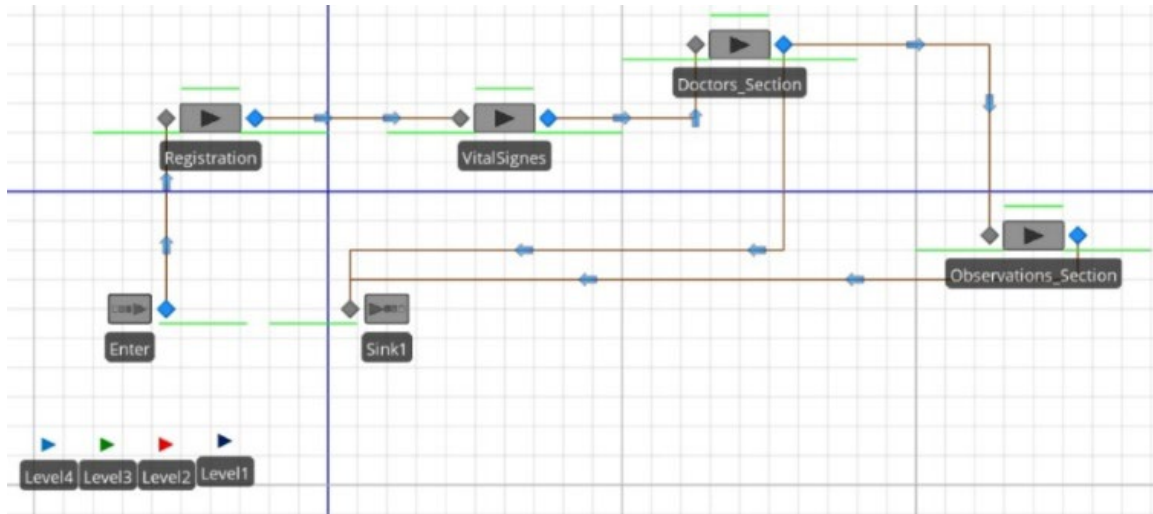 Doctors_Section
Registration
VitalSignes
Observations_Section
Enter
Sink1
Level4
Level3
Level2
Level1